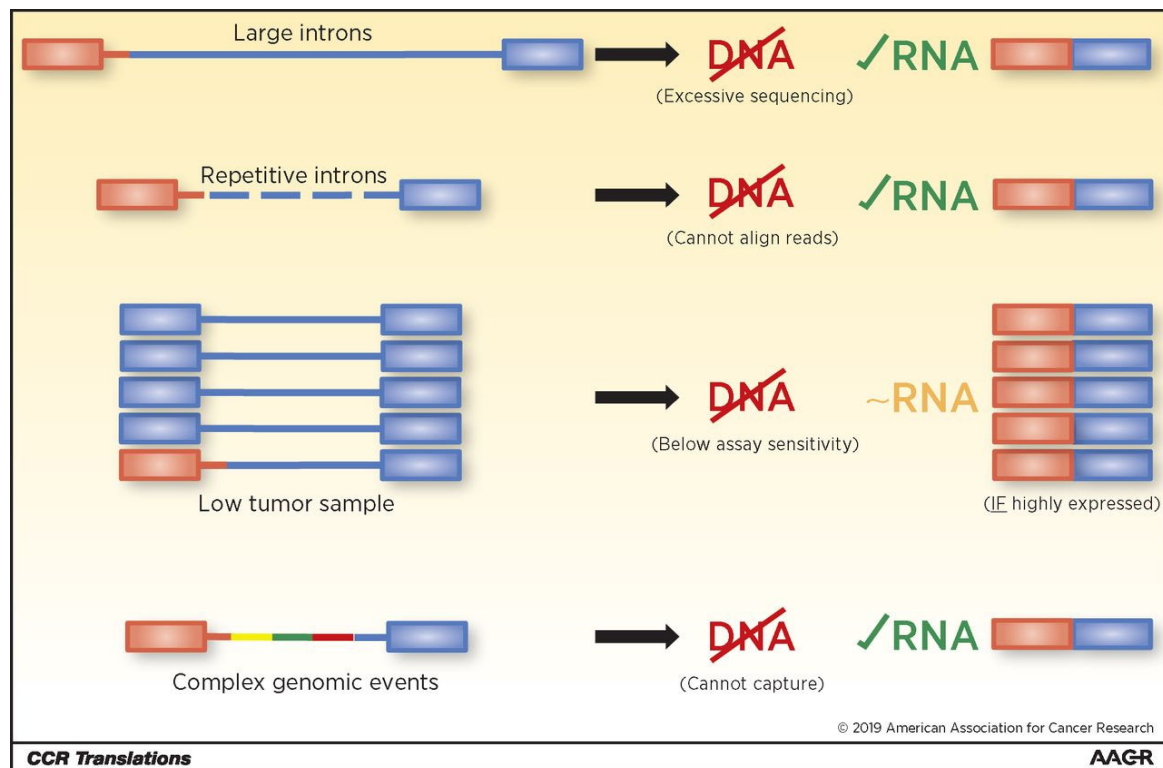 Large introns
DNA ✓RNA
(Excessive sequencing)
Repetitive introns
DNA ✓RNA
(Cannot align reads)
DNA ~RNA
(Below assay sensitivity)
Low tumor sample
(IF highly expressed)
DNA ✓RNA
Complex genomic events
(Cannot capture)
© 2019 American Association for Cancer Research
CCR Translations
AACR